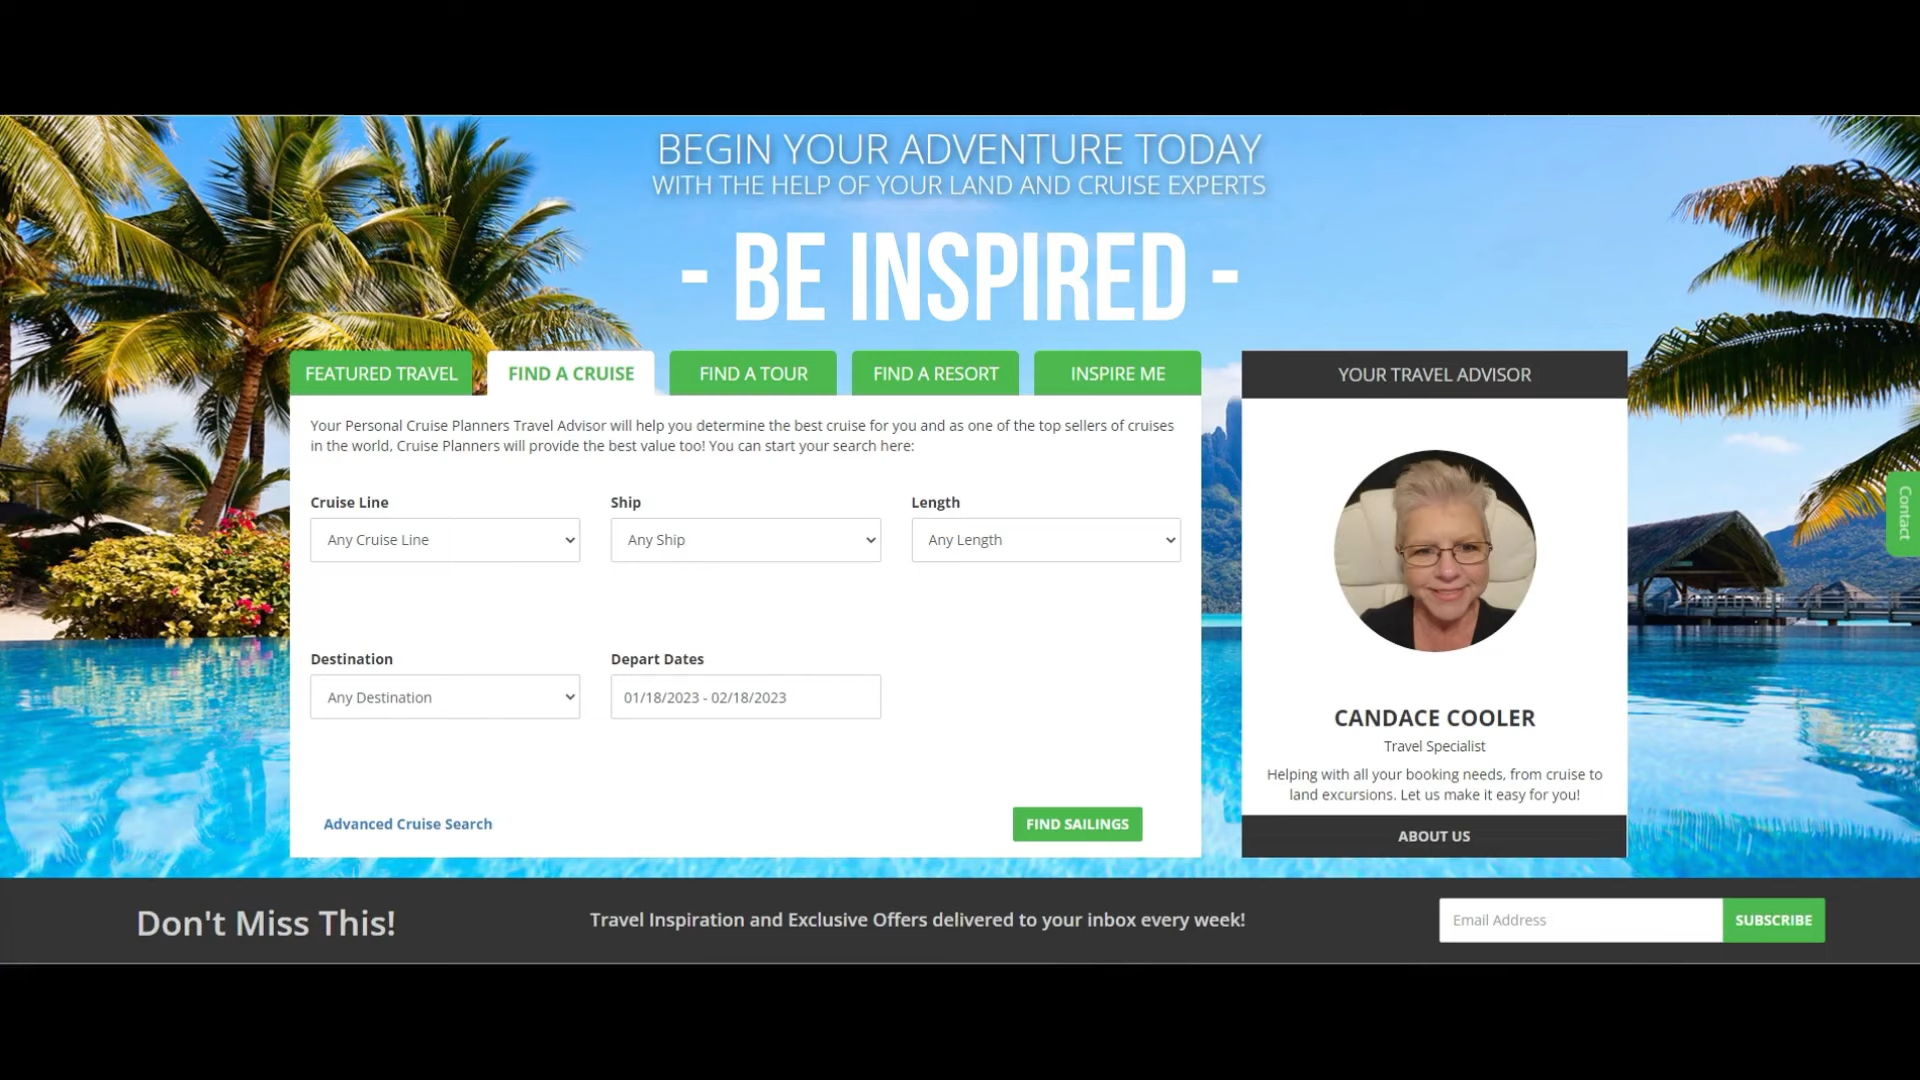 BEGIN YOUR ADVENTURE TODAY
WITH THE HELP OF YOUR LAND AND CRUISE EXPERTS
- BE INSPIRED -
FEATURED TRAVEL
FIND A CRUISE
FIND A TOUR
FIND A RESORT
INSPIRE ME
Your Personal Cruise Planners Travel Advisor will help you determine the best cruise for you and as one of the top sellers of cruises
in the world, Cruise Planners will provide the best value too! You can start your search here:
Cruise Line
Ship
Length
Any Cruise Line
Any Ship
Any Length
Destination
Depart Dates
Any Destination
01/18/2023 - 02/18/2023
Advanced Cruise Search
FIND SAILINGS
YOUR TRAVEL ADVISOR
CANDACE COOLER
Travel Specialist
Helping with all your booking needs, from cruise to
land excursions. Let us make it easy for you!
ABOUT US
Contact
Don't Miss This!
Travel Inspiration and Exclusive Offers delivered to your inbox every week!
Email Address
SUBSCRIBE